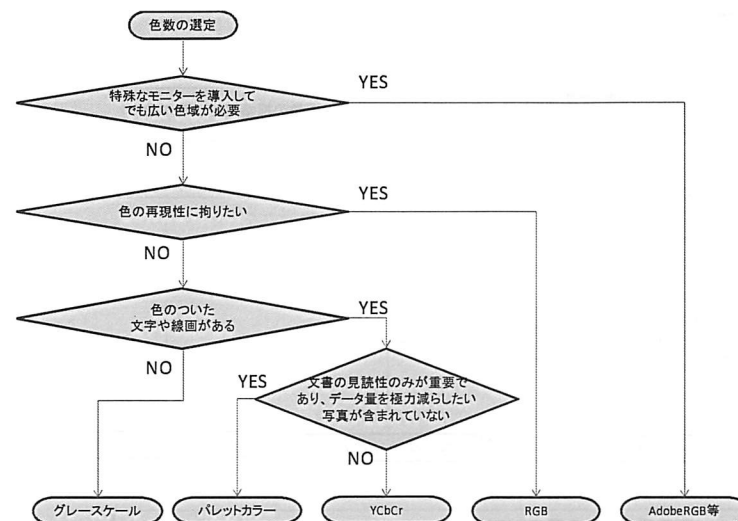 色数の選定
特殊なモニターを導入して
でも広い色域が必要
YES
NO
色の再現性に拘りたい
YES
NO
色のついた
文字や線画がある
YES
NO
文書の見読性のみが重要で
あり、データ量を極力減らしたい
写真が含まれていない
YES
NO
グレースケール
パレットカラー
YCbCr
RGB
AdobeRGB等